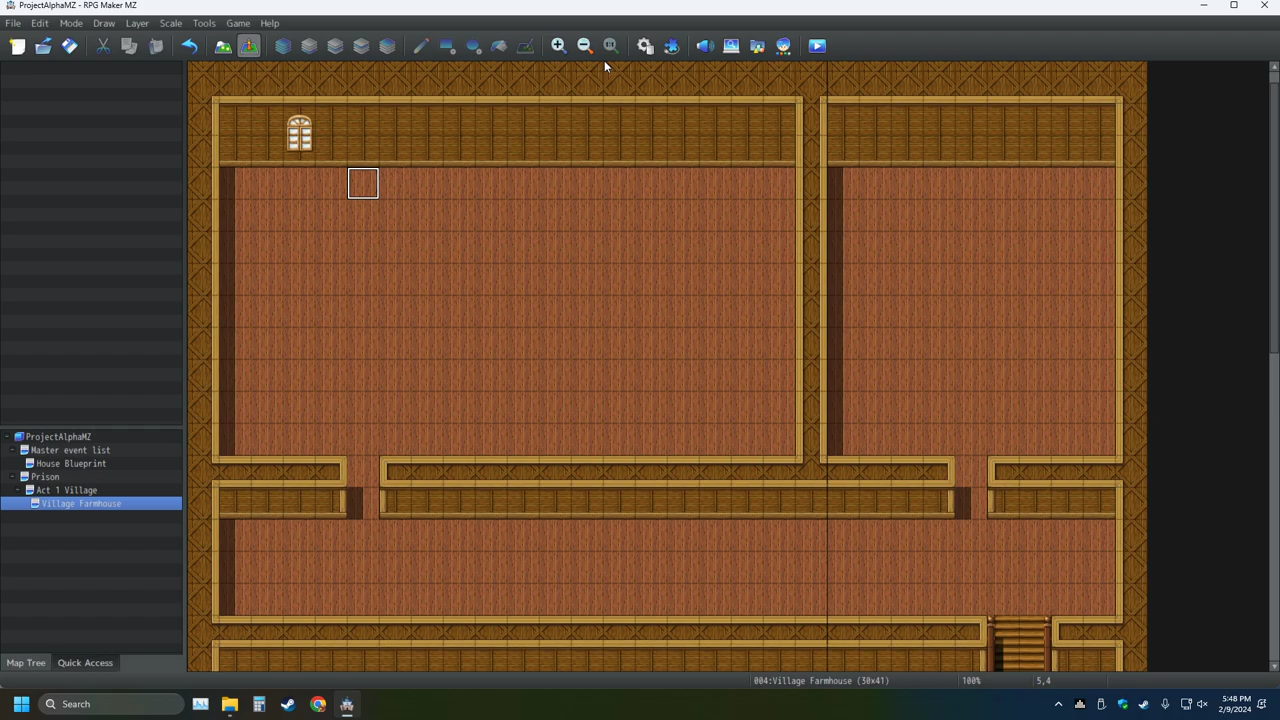 ProjectAlphaMZ - RPG Maker MZ
File Edit Mode Draw Layer Scale Tools Game Help
ProjectAlphaMZ
Master event list
House Blueprint
Prison
Act 1 Village
Village Farmhouse
Map Tree Quick Access
004:Village Farmhouse (30x41) 100% 5,4
Search
5:48 PM
2/9/2024